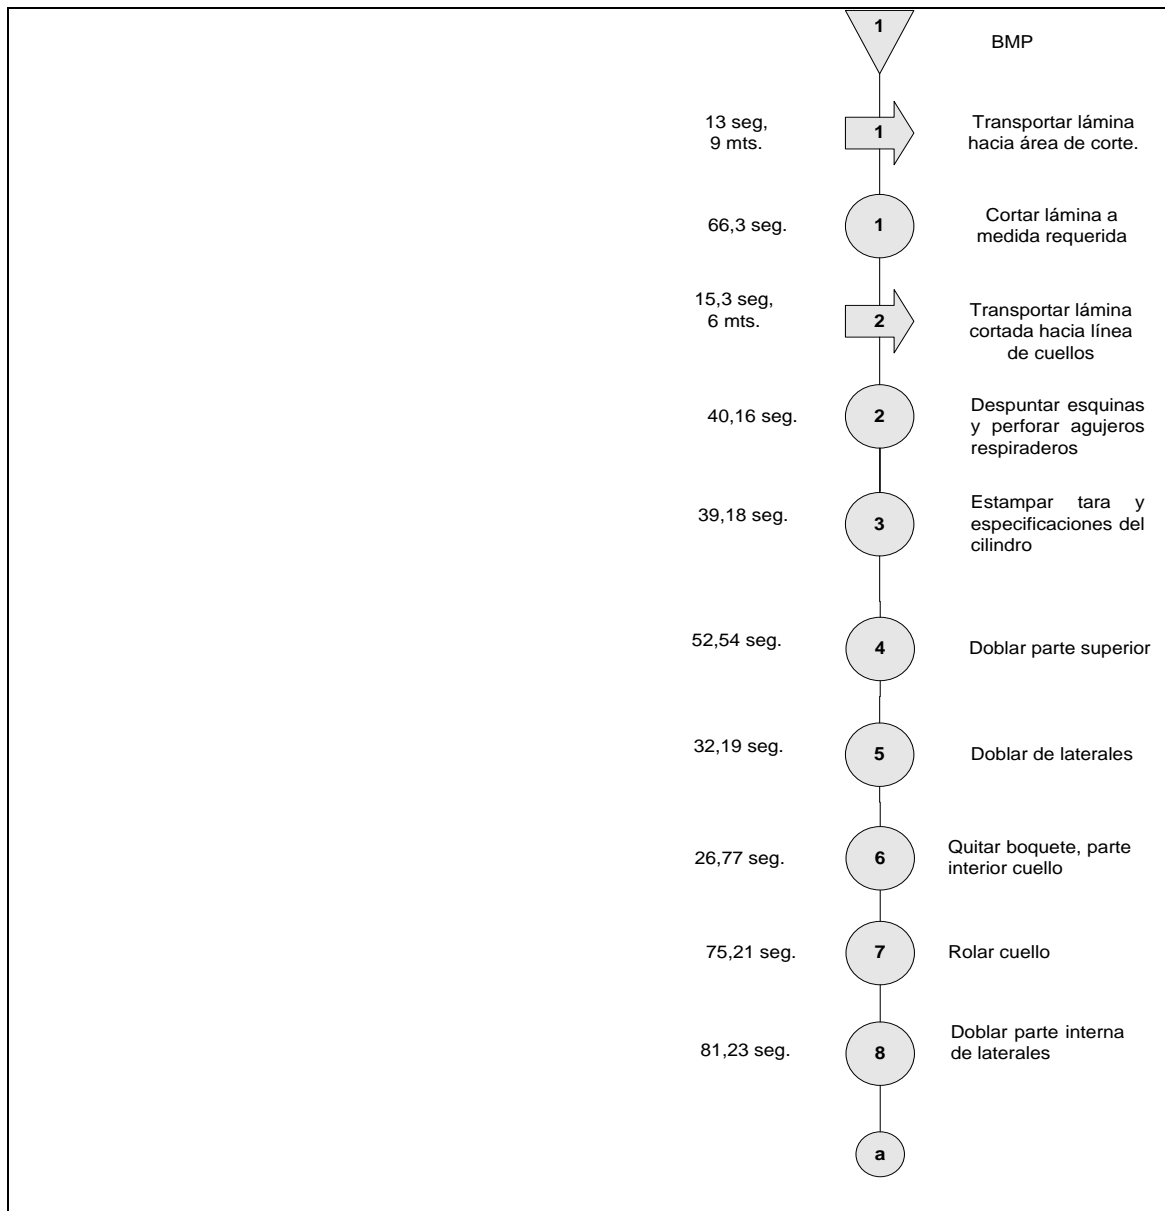 1
BMP
13 seg,
9 mts.
1
Transportar lámina
hacia área de corte.
66,3 seg.
1
Cortar lámina a
medida requerida
15,3 seg,
6 mts.
2
Transportar lámina
cortada hacia línea
de cuellos
40,16 seg.
2
Despuntar esquinas
y perforar agujeros
respiraderos
39,18 seg.
3
Estampar tara y
especificaciones del
cilindro
52,54 seg.
4
Doblar parte superior
32,19 seg.
5
Doblar de laterales
26,77 seg.
6
Quitar boquete, parte
interior cuello
75,21 seg.
7
Rolar cuello
81,23 seg.
8
Doblar parte interna
de laterales
a